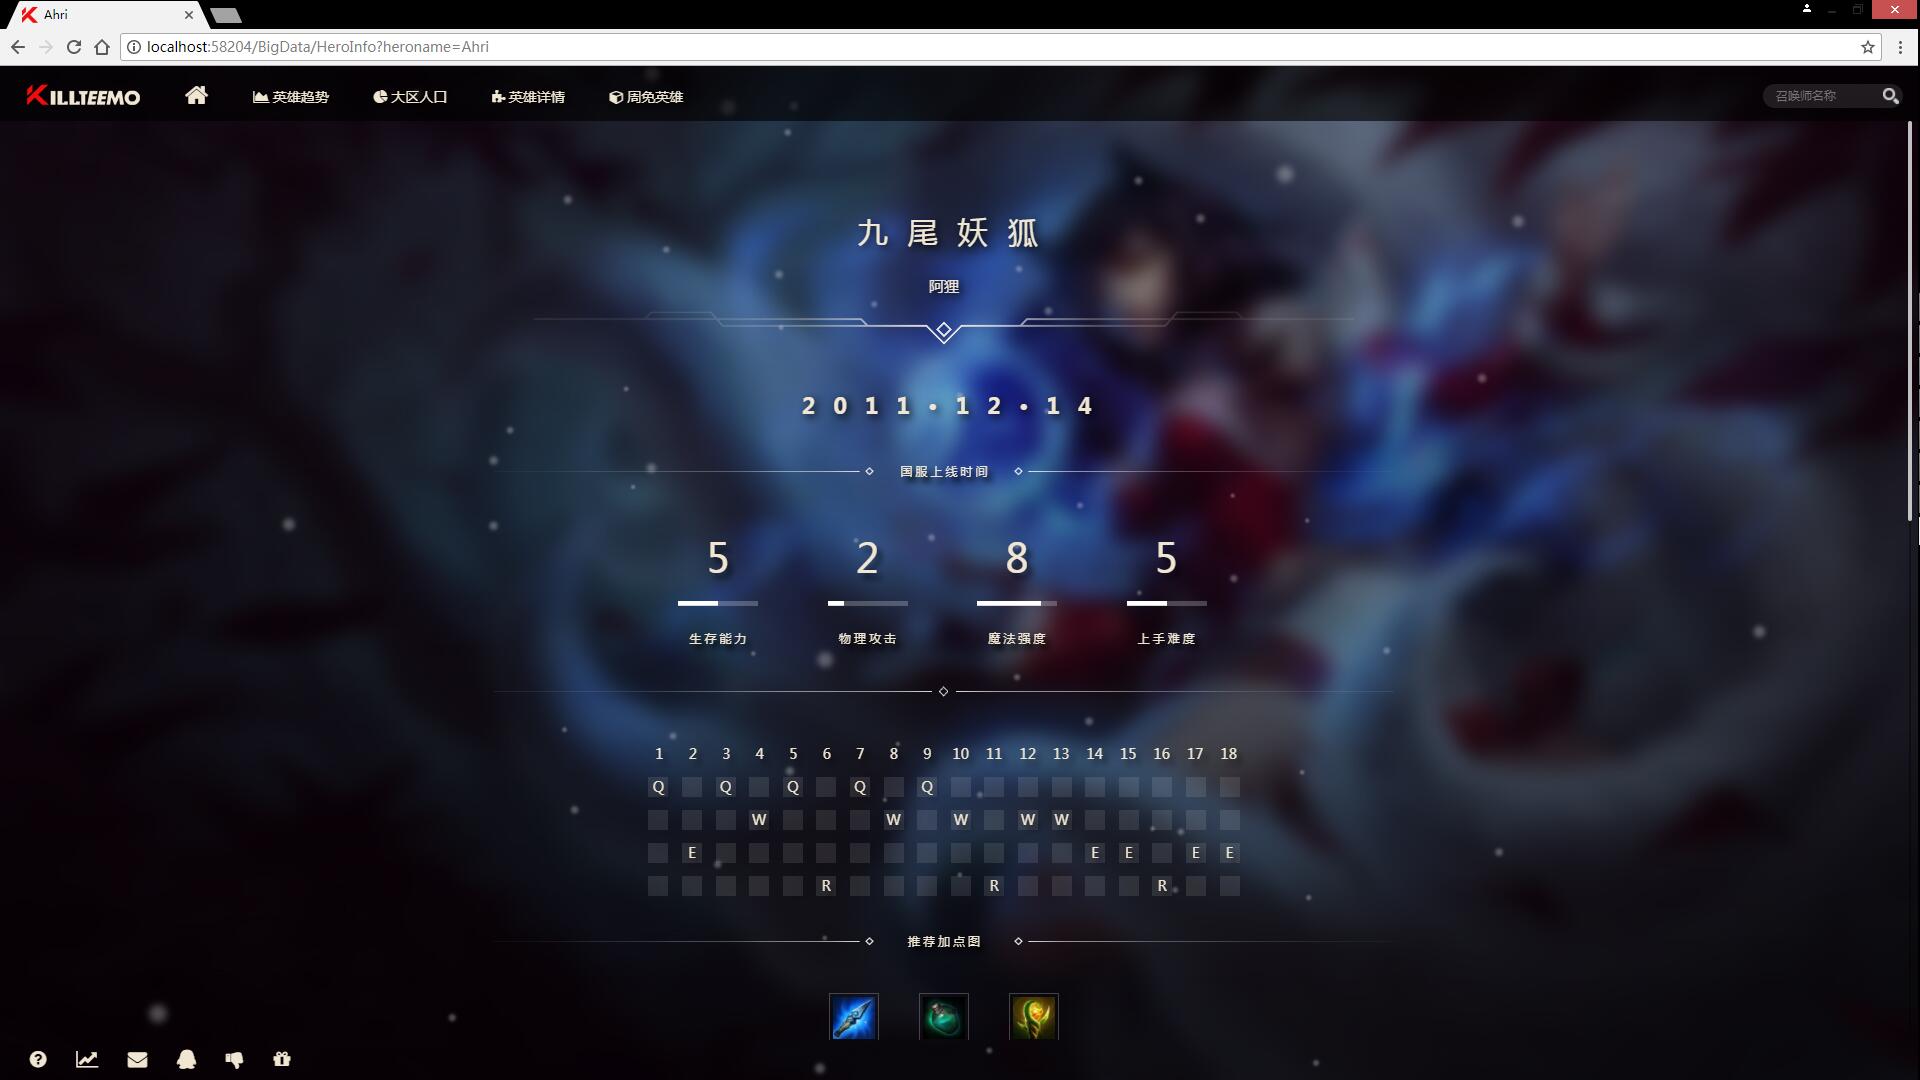 Ahri
localhost:58204/BigData/HeroInfo?heroname=Ahri
KILLTEEMO
英雄趋势
大区人口
英雄详情
周免英雄
召唤师名称
九尾妖狐
阿狸
2011·12·14
国服上线时间
5 2 8 5
生存能力 物理攻击 魔法强度 上手难度
1 2 3 4 5 6 7 8 9 10 11 12 13 14 15 16 17 18
Q Q Q Q Q
W W W W W
E E E E E
R R R
推荐加点图